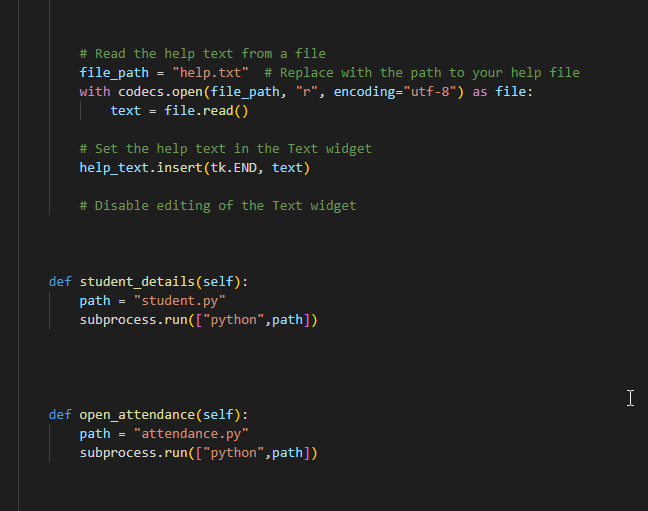 # Read the help text from a file
file_path = "help.txt"  # Replace with the path to your help file
with codecs.open(file_path, "r", encoding="utf-8") as file:
    text = file.read()
# Set the help text in the Text widget
help_text.insert(tk.END, text)
# Disable editing of the Text widget
def student_details(self):
    path = "student.py"
    subprocess.run(["python",path])
def open_attendance(self):
    path = "attendance.py"
    subprocess.run(["python",path])